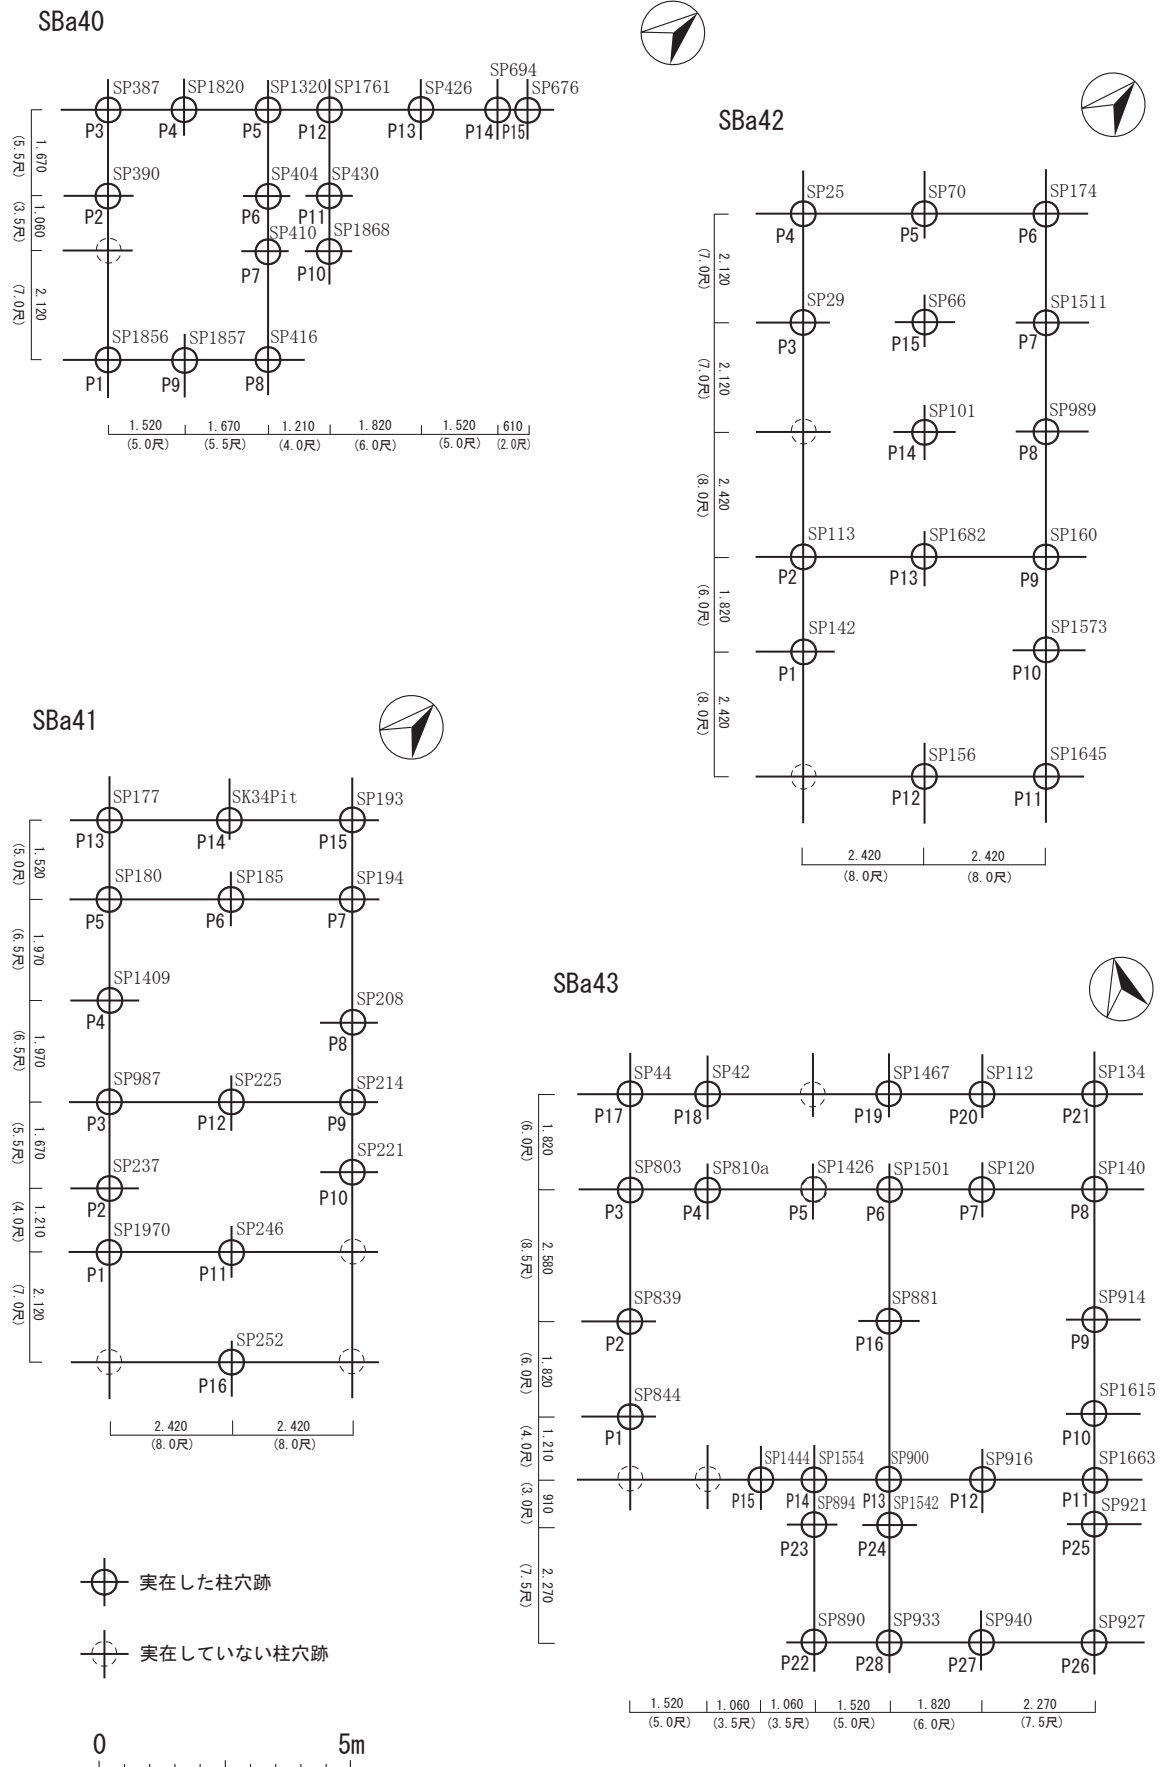 SBa40
SP387 SP1820 SP1320 SP1761 SP426 SP694 SP676
P3 P4 P5 P12 P13 P14 P15
SP390 SP404 SP430
P2 P6 P11
SP410 SP1868
P7 P10
SP1856 SP1857 SP416
P1 P9 P8
1.670 (5.5尺)
1.060 (3.5尺)
2.120 (7.0尺)
1.520 1.670 1.210 1.820 1.520 610
(5.0尺) (5.5尺) (4.0尺) (6.0尺) (5.0尺) (2.0尺)
SBa42
SP25 SP70 SP174
P4 P5 P6
SP29 SP66 SP1511
P3 P15 P7
SP101 SP989
P14 P8
SP113 SP1682 SP160
P2 P13 P9
SP142 SP1573
P1 P10
SP156 SP1645
P12 P11
2.120 (7.0尺)
2.120 (7.0尺)
2.420 (8.0尺)
1.820 (6.0尺)
2.420 (8.0尺)
2.420 2.420
(8.0尺) (8.0尺)
SBa41
SP177 SK34Pit SP193
P13 P14 P15
SP180 SP185 SP194
P5 P6 P7
SP1409 SP208
P4 P8
SP987 SP225 SP214
P3 P12 P9
SP237 SP221
P2 P10
SP1970 SP246
P1 P11
SP252
P16
1.520 (5.0尺)
1.970 (6.5尺)
1.970 (6.5尺)
1.670 (5.5尺)
1.210 (4.0尺)
2.120 (7.0尺)
2.420 2.420
(8.0尺) (8.0尺)
SBa43
SP44 SP42 SP1467 SP112 SP134
P17 P18 P19 P20 P21
SP803 SP810a SP1426 SP1501 SP120 SP140
P3 P4 P5 P6 P7 P8
SP839 SP881 SP914
P2 P16 P9
SP844 SP1615
P1 P10
SP1444 SP1554 SP900 SP916 SP1663
P15 P14 P13 P12 P11
SP894 SP1542 SP921
P23 P24 P25
SP890 SP933 SP940 SP927
P22 P28 P27 P26
1.820 (6.0尺)
2.580 (8.5尺)
1.820 (6.0尺)
1.210 (4.0尺)
910 (3.0尺)
2.270 (7.5尺)
1.520 1.060 1.060 1.520 1.820 2.270
(5.0尺) (3.5尺) (3.5尺) (5.0尺) (6.0尺) (7.5尺)
実在した柱穴跡
実在していない柱穴跡
0 5m